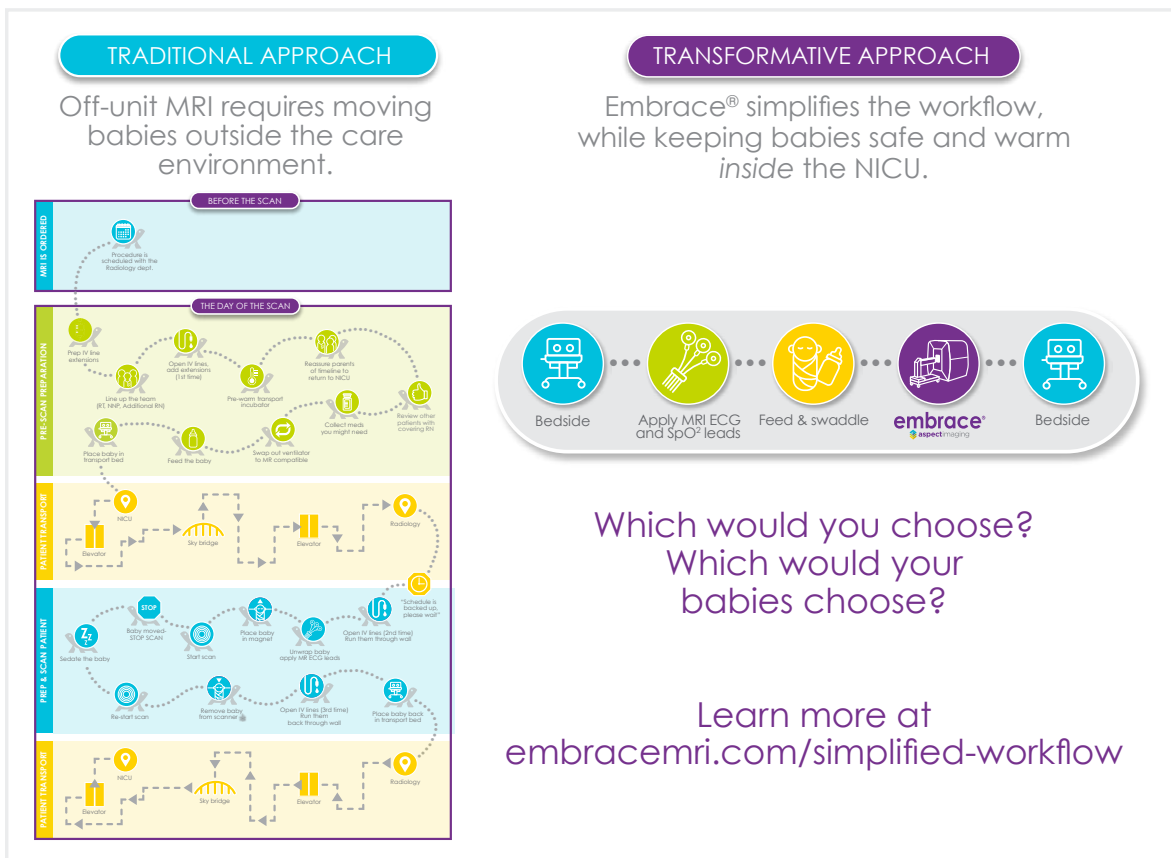 TRADITIONAL APPROACH
Off-unit MRI requires moving
babies outside the care
environment.
BEFORE THE SCAN
MRI IS ORDERED
Procedure is
scheduled with the
Radiology dept.
THE DAY OF THE SCAN
PRE-SCAN PREPARATION
Prep IV line
extensions
Line up the team
(RT, NNP, Additional RN)
Open IV lines,
add extensions
(1st time)
Pre-warm transport
incubator
Reassure parents
of timeline to
return to NICU
Review other
patients with
covering RN
Collect meds
you might need
Swap out ventilator
to MR compatible
Feed the baby
Place baby in
transport bed
PATIENT TRANSPORT
NICU
Elevator
Sky bridge
Elevator
Radiology
PREP & SCAN PATIENT
"Schedule is
backed up,
please wait"
Open IV lines (2nd time)
Run them through wall
Unwrap baby
apply MR ECG leads
Place baby
in magnet
Start scan
STOP
Baby moved-
STOP SCAN
ZZZ
Sedate the baby
Re-start scan
Remove baby
from scanner
Open IV lines (3rd time)
Run them
back through wall
Place baby back
in transport bed
PATIENT TRANSPORT
Radiology
Elevator
Sky bridge
NICU
Elevator
TRANSFORMATIVE APPROACH
Embrace® simplifies the workflow,
while keeping babies safe and warm
inside the NICU.
Bedside
Apply MRI ECG
and SpO² leads
Feed & swaddle
embrace®
aspectimaging
Bedside
Which would you choose?
Which would your
babies choose?
Learn more at
embracemri.com/simplified-workflow